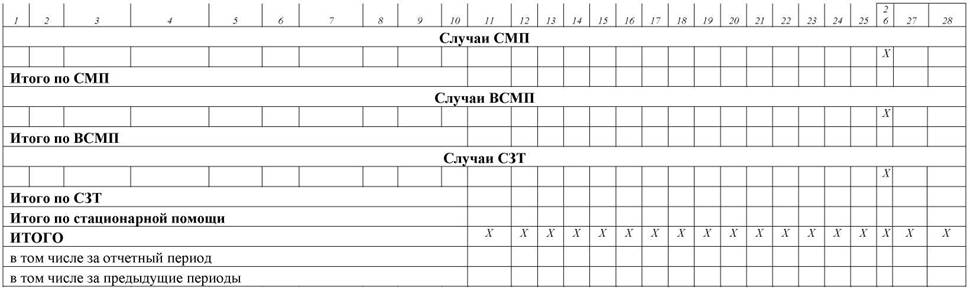 1 2 3 4 5 6 7 8 9 10 11 12 13 14 15 16 17 18 19 20 21 22 23 24 25 26 27 28
Случаи СМП
X
Итого по СМП
Случаи ВСМП
X
Итого по ВСМП
Случаи СЗТ
X
Итого по СЗТ
Итого по стационарной помощи
ИТОГО X X X X X X X X X X X X X X X X X X
в том числе за отчетный период
в том числе за предыдущие периоды